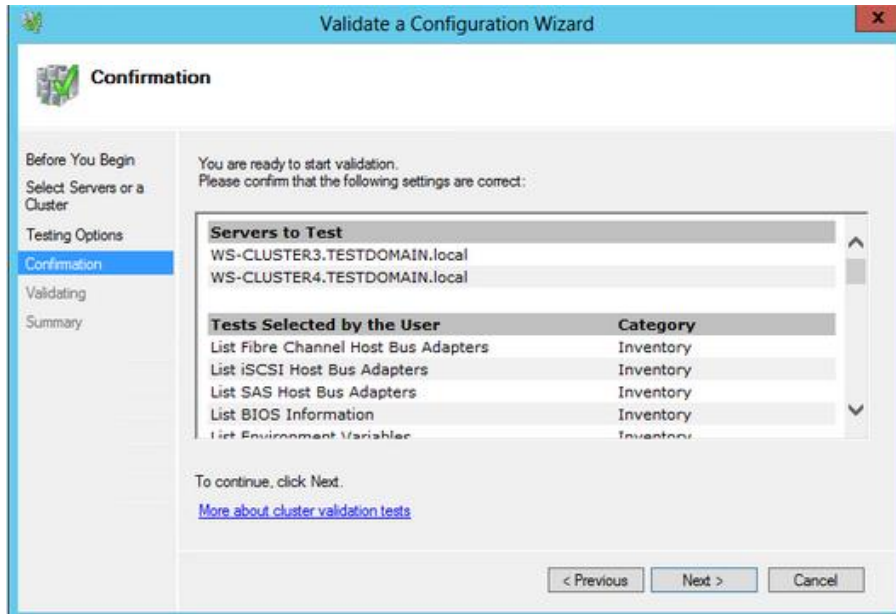 Validate a Configuration Wizard
x
Confirmation
Before You Begin
Select Servers or a
Cluster
Testing Options
Confirmation
Validating
Summary
You are ready to start validation.
Please confirm that the following settings are correct:
Servers to Test
WS-CLUSTER3.TESTDOMAIN.local
WS-CLUSTER4.TESTDOMAIN.local
Tests Selected by the User Category
List Fibre Channel Host Bus Adapters Inventory
List iSCSI Host Bus Adapters Inventory
List SAS Host Bus Adapters Inventory
List BIOS Information Inventory
List Environment Variables Inventory
To continue, click Next.
More about cluster validation tests
< Previous Next > Cancel